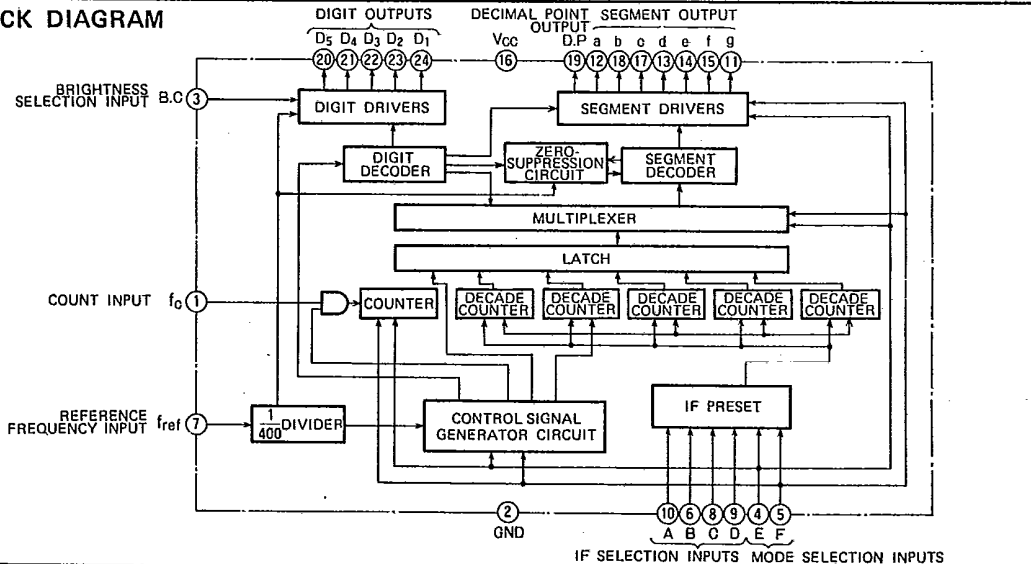 CK DIAGRAM
DIGIT OUTPUTS
D5 D4 D3 D2 D1
20 21 22 23 24
VCC
16
DECIMAL POINT
OUTPUT
D.P
19
SEGMENT OUTPUT
a b c d e f g
12 18 17 13 14 15 11
BRIGHTNESS
SELECTION INPUT B.C 3
DIGIT DRIVERS
SEGMENT DRIVERS
DIGIT
DECODER
ZERO-
SUPPRESSION
CIRCUIT
SEGMENT
DECODER
MULTIPLEXER
LATCH
COUNT INPUT fC 1
COUNTER
DECADE
COUNTER
DECADE
COUNTER
DECADE
COUNTER
DECADE
COUNTER
DECADE
COUNTER
REFERENCE
FREQUENCY INPUT fref 7
1/400 DIVIDER
CONTROL SIGNAL
GENERATOR CIRCUIT
IF PRESET
2
GND
10 6 8 9 4 5
A B C D E F
IF SELECTION INPUTS MODE SELECTION INPUTS